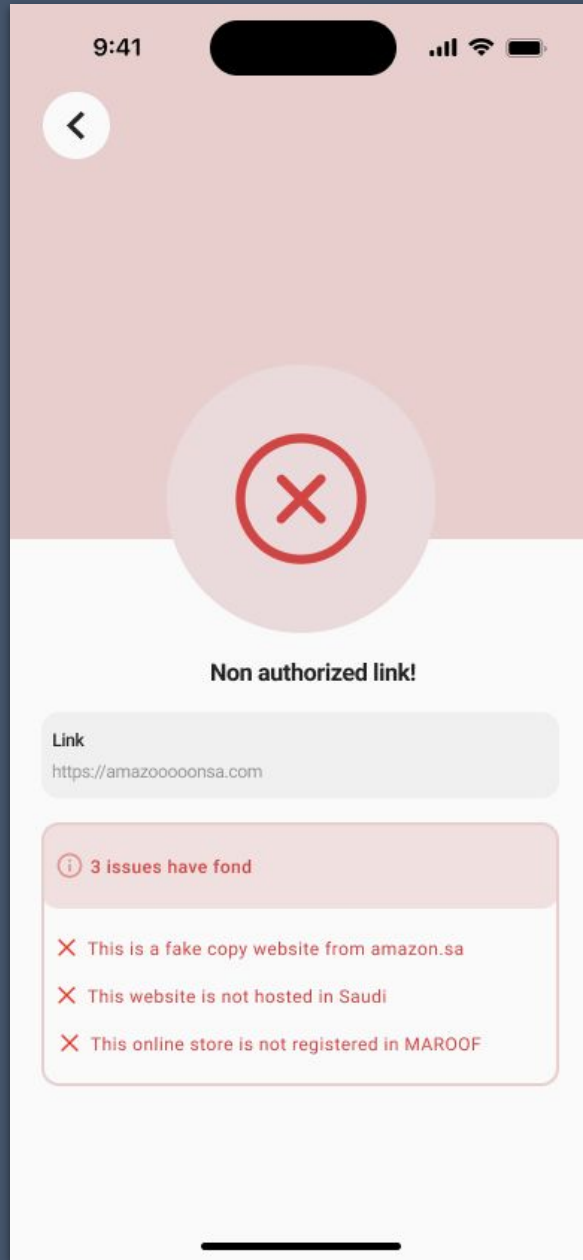 9:41
Non authorized link!
Link
https://amazooooonsa.com
3 issues have fond
This is a fake copy website from amazon.sa
This website is not hosted in Saudi
This online store is not registered in MAROOF